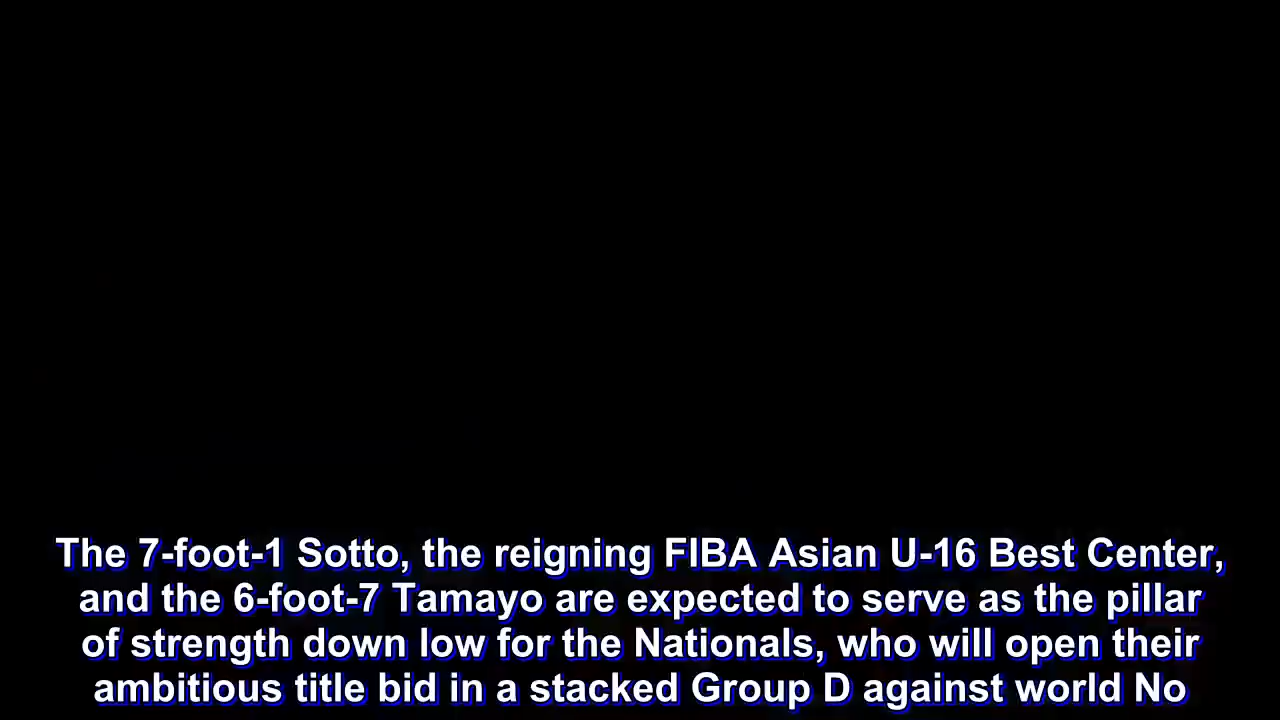 The 7-foot-1 Sotto, the reigning FIBA Asian U-16 Best Center,
and the 6-foot-7 Tamayo are expected to serve as the pillar
of strength down low for the Nationals, who will open their
ambitious title bid in a stacked Group D against world No